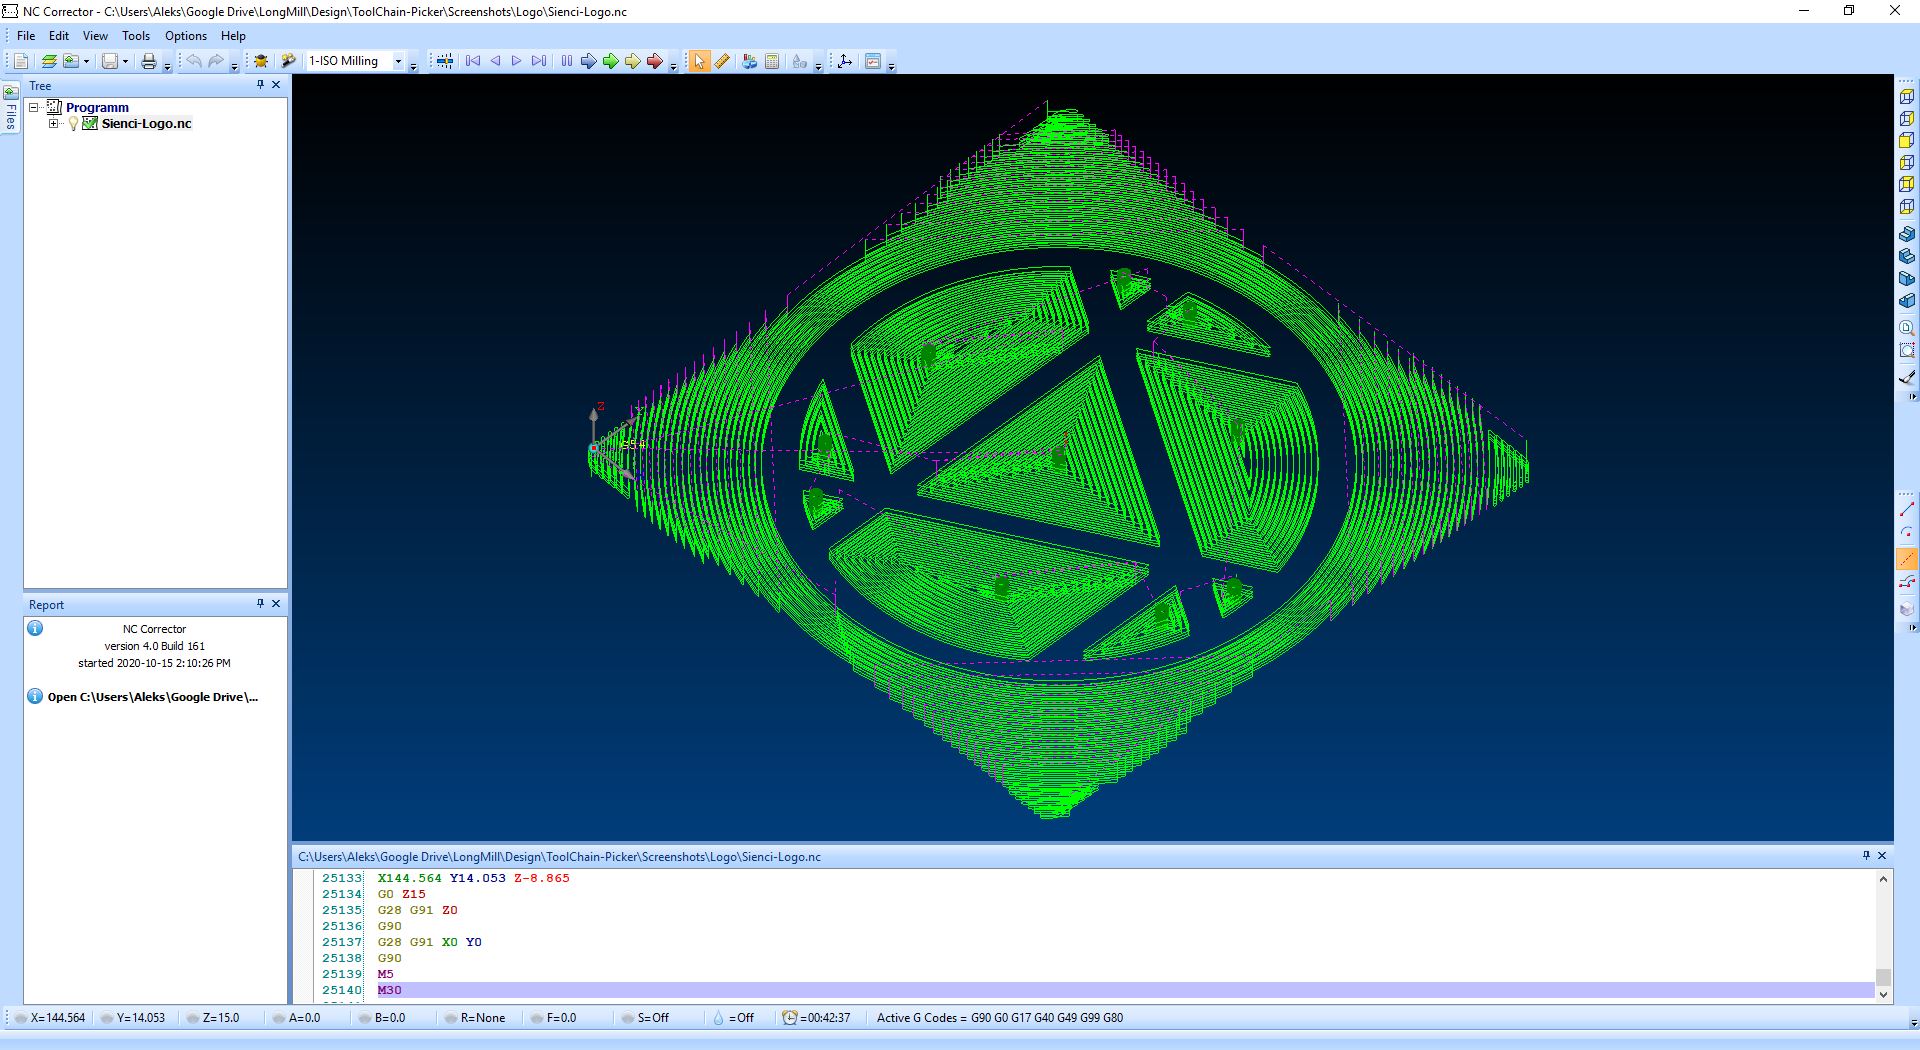 NC Corrector - C:\Users\Aleks\Google Drive\LongMill\Design\ToolChain-Picker\Screenshots\Logo\Sienci-Logo.nc
File Edit View Tools Options Help
1-ISO Milling
Files
Tree
Programm
Sienci-Logo.nc
Z
Report
NC Corrector
version 4.0 Build 161
started 2020-10-15 2:10:26 PM
Open C:\Users\Aleks\Google Drive\...
C:\Users\Aleks\Google Drive\LongMill\Design\ToolChain-Picker\Screenshots\Logo\Sienci-Logo.nc
25133 X144.564 Y14.053 Z-8.865
25134 G0 Z15
25135 G28 G91 Z0
25136 G90
25137 G28 G91 X0 Y0
25138 G90
25139 M5
25140 M30
X=144.564 Y=14.053 Z=15.0 A=0.0 B=0.0 R=None F=0.0 S=Off =Off =00:42:37 Active G Codes = G90 G0 G17 G40 G49 G99 G80